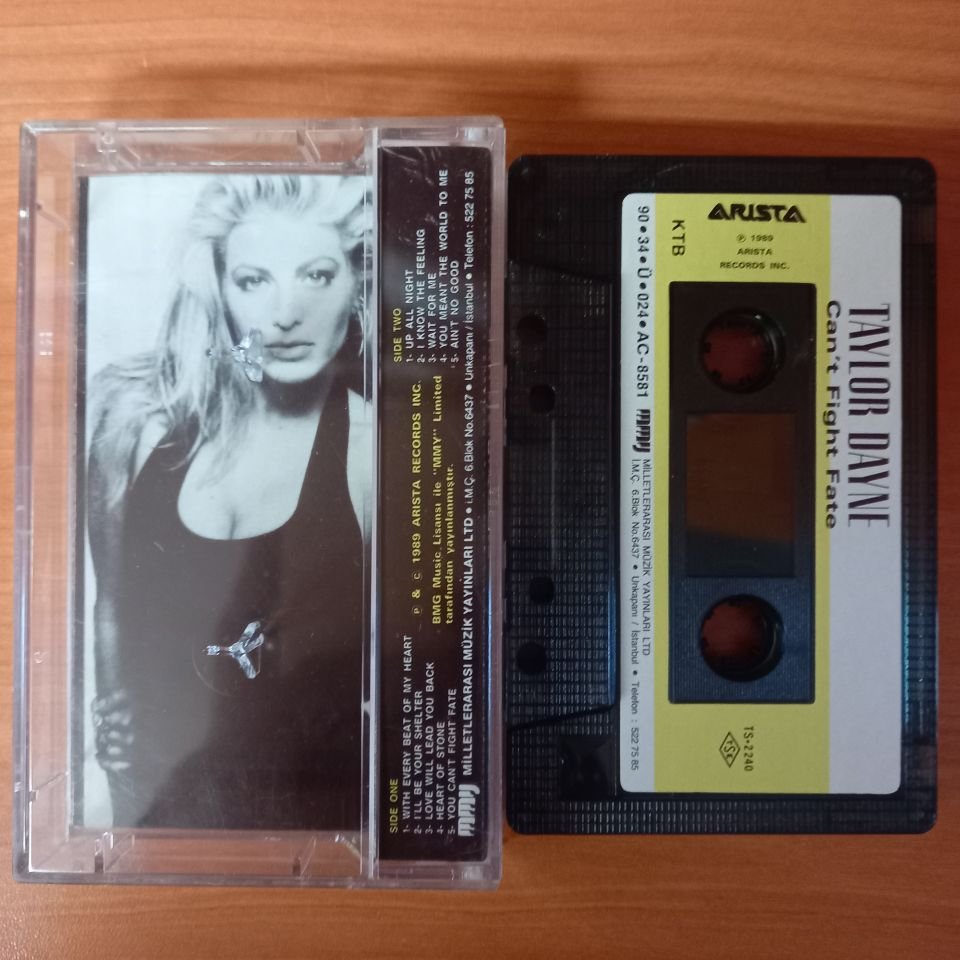 SIDE ONE
1- WITH EVERY BEAT OF MY HEART
2- I'LL BE YOUR SHELTER
3- LOVE WILL LEAD YOU BACK
4- HEART OF STONE
5- YOU CAN'T FIGHT FATE
℗ & © 1989 ARISTA RECORDS INC.
BMG Music Lisansı ile "MMY" Limited
tarafından yayınlanmıştır.
SIDE TWO
1- UP ALL NIGHT
2- I KNOW THE FEELING
3- WAIT FOR ME
4- YOU MEANT THE WORLD TO ME
5- AIN'T NO GOOD
mmy MİLLETLERARASI MÜZİK YAYINLARI LTD • İ.M.Ç. 6.Blok No.6437 • Unkapanı / İstanbul • Telefon : 522 75 85
TAYLOR DAYNE
Can't Fight Fate
ARISTA
℗ 1989
ARISTA
RECORDS INC.
KTB
TS-2240
TSE
90 • 34 • Ü • 024 • AC-8581 mmy MİLLETLERARASI MÜZİK YAYINLARI LTD
İ.M.Ç. 6.Blok No.6437 • Unkapanı / İstanbul • Telefon : 522 75 85